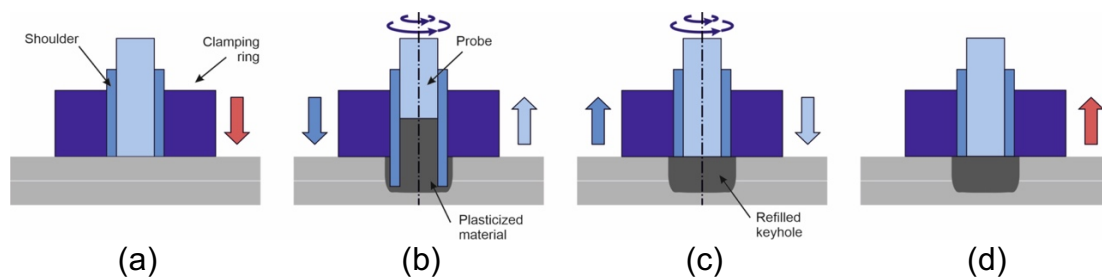 Shoulder
Clamping
ring
Probe
Plasticized
material
Refilled
keyhole
(a)
(b)
(c)
(d)